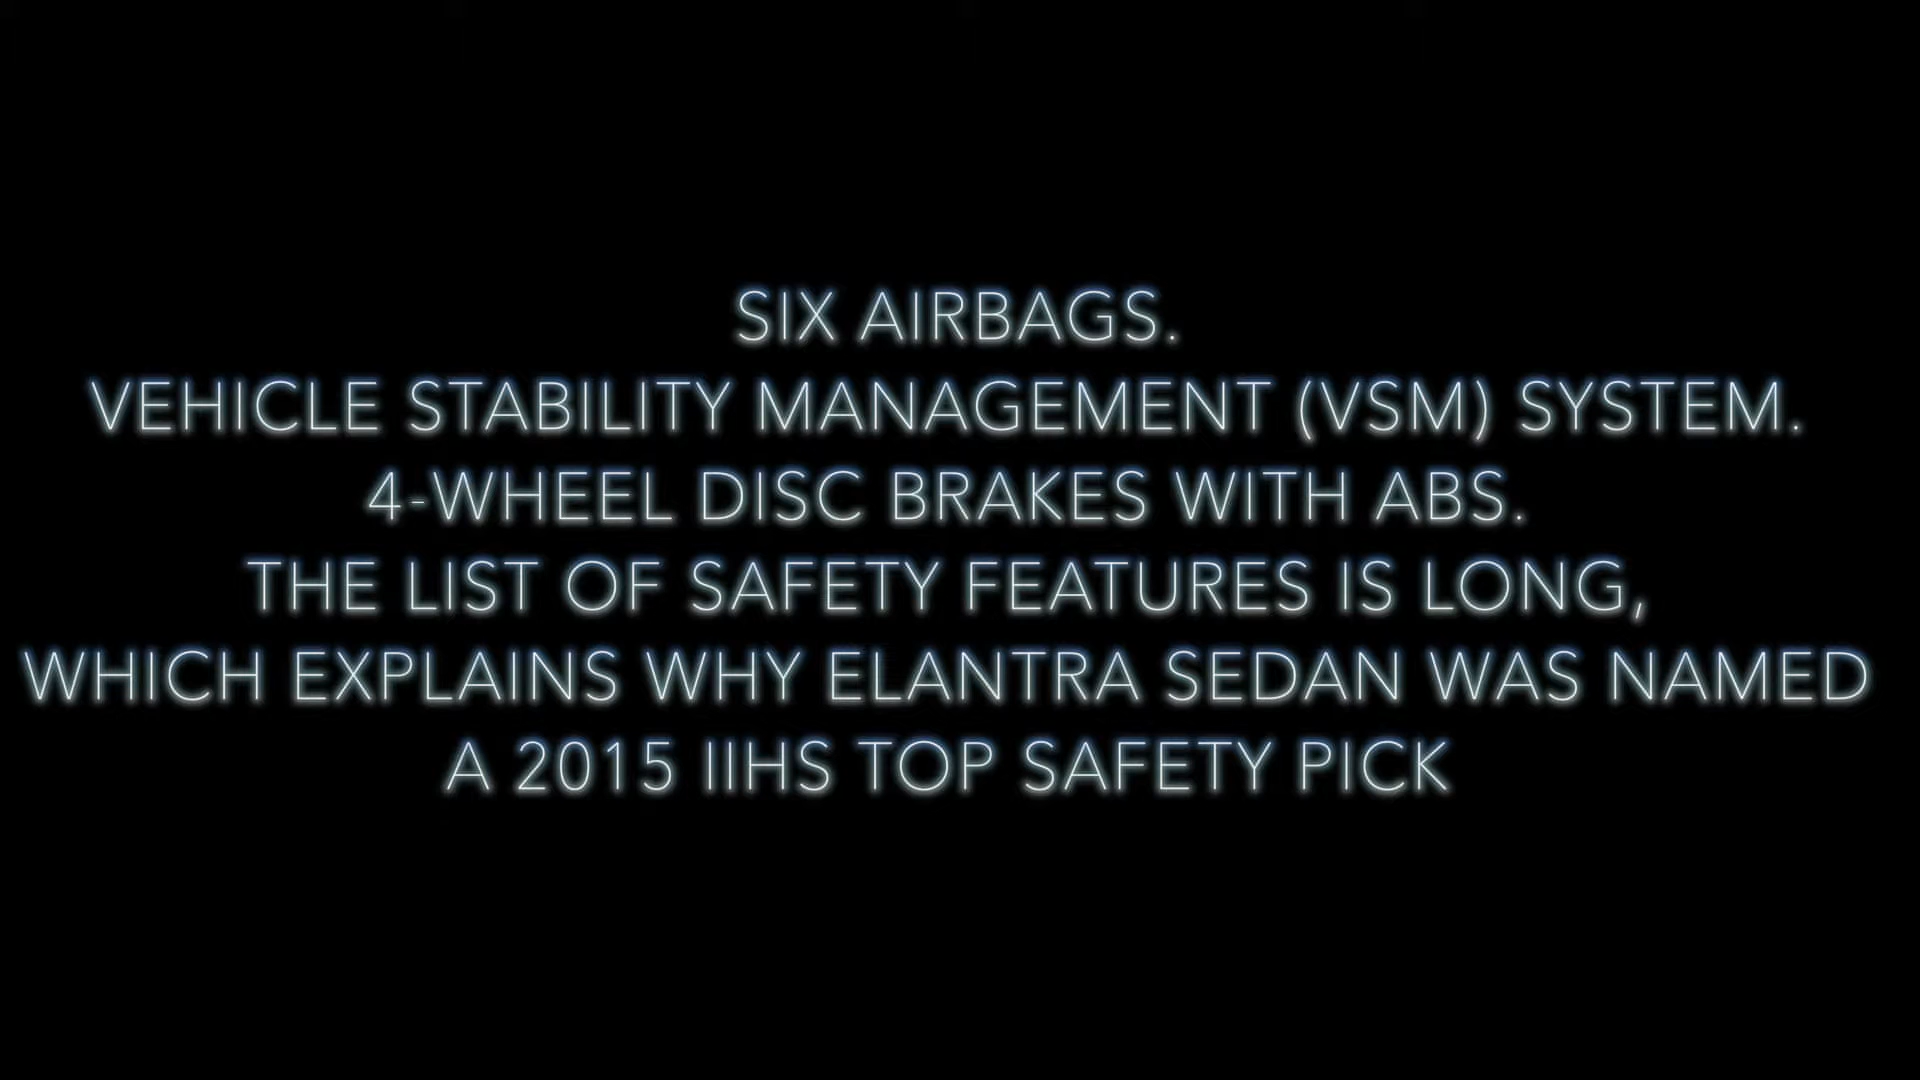 SIX AIRBAGS.
VEHICLE STABILITY MANAGEMENT (VSM) SYSTEM.
4-WHEEL DISC BRAKES WITH ABS.
THE LIST OF SAFETY FEATURES IS LONG,
WHICH EXPLAINS WHY ELANTRA SEDAN WAS NAMED
A 2015 IIHS TOP SAFETY PICK